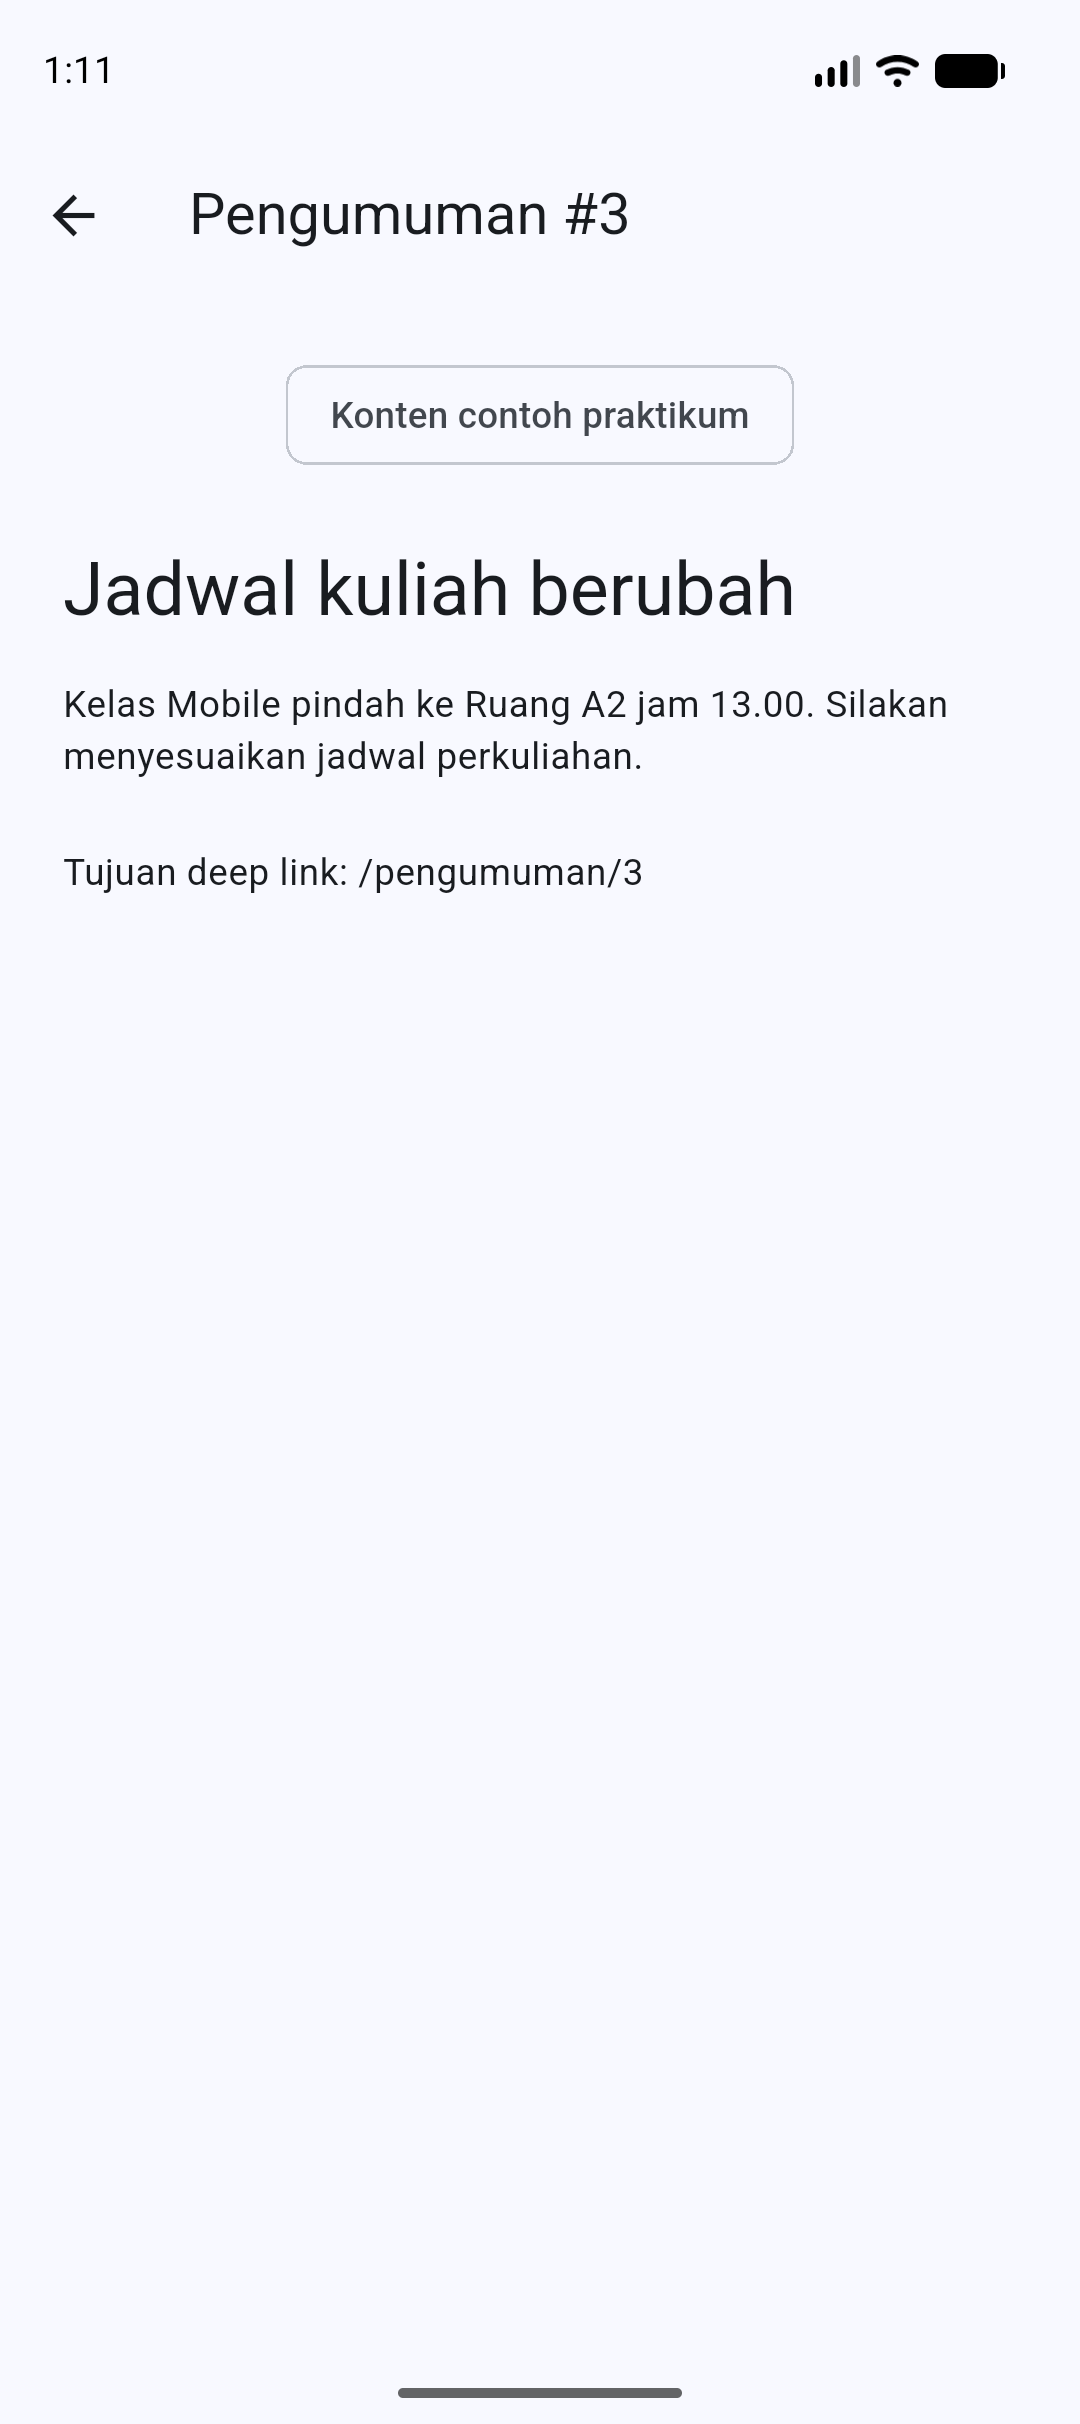 1:11
Pengumuman #3
Konten contoh praktikum
Jadwal kuliah berubah
Kelas Mobile pindah ke Ruang A2 jam 13.00. Silakan
menyesuaikan jadwal perkuliahan.
Tujuan deep link: /pengumuman/3